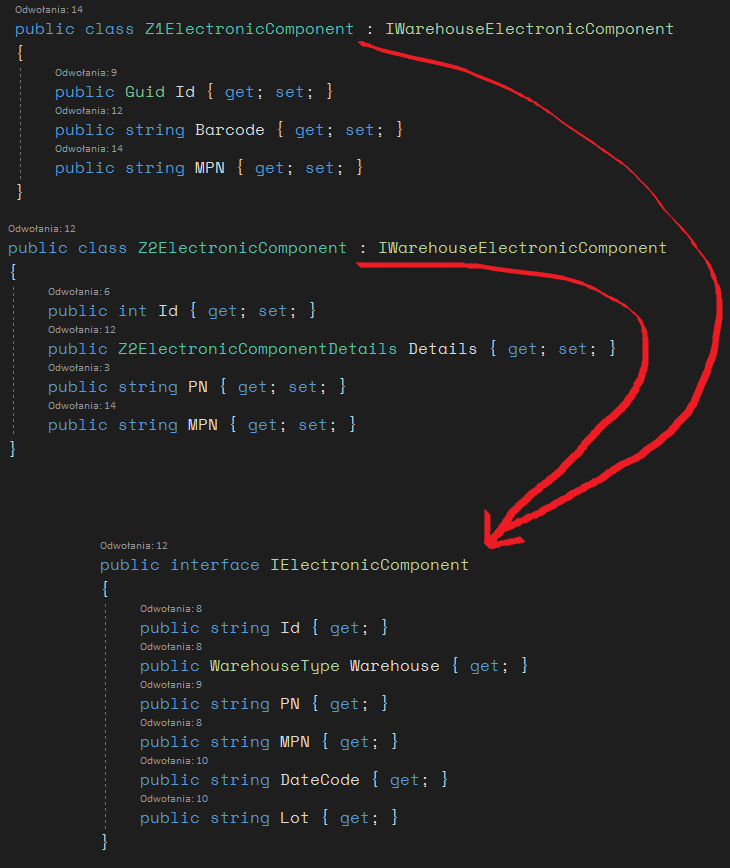 Odwołania: 14
public class Z1ElectronicComponent : IWarehouseElectronicComponent
{
Odwołania: 9
public Guid Id { get; set; }
Odwołania: 12
public string Barcode { get; set; }
Odwołania: 14
public string MPN { get; set; }
}
Odwołania: 12
public class Z2ElectronicComponent : IWarehouseElectronicComponent
{
Odwołania: 6
public int Id { get; set; }
Odwołania: 12
public Z2ElectronicComponentDetails Details { get; set; }
Odwołania: 3
public string PN { get; set; }
Odwołania: 14
public string MPN { get; set; }
}
Odwołania: 12
public interface IElectronicComponent
{
Odwołania: 8
public string Id { get; }
Odwołania: 8
public WarehouseType Warehouse { get; }
Odwołania: 9
public string PN { get; }
Odwołania: 8
public string MPN { get; }
Odwołania: 10
public string DateCode { get; }
Odwołania: 10
public string Lot { get; }
}